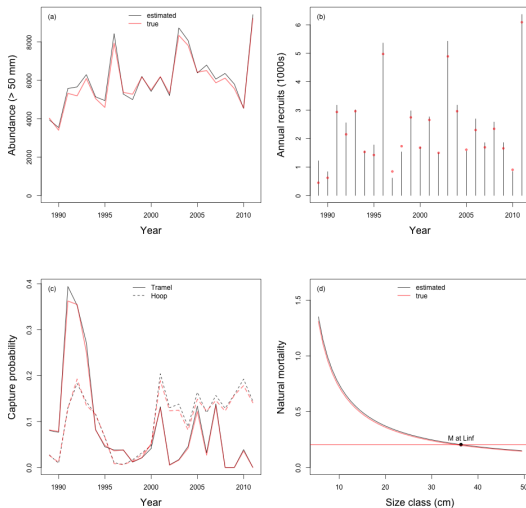 (a)
estimated
true
Abundance (> 50 mm)
0
2000
4000
6000
8000
1990
1995
2000
2005
2010
Year
(b)
Annual recruits (1000s)
0
1
2
3
4
5
6
1990
1995
2000
2005
2010
Year
(c)
Tramel
Hoop
Capture probability
0.0
0.1
0.2
0.3
0.4
1990
1995
2000
2005
2010
Year
(d)
estimated
true
M at Linf
Natural mortality
0.0
0.5
1.0
1.5
10
20
30
40
50
Size class (cm)